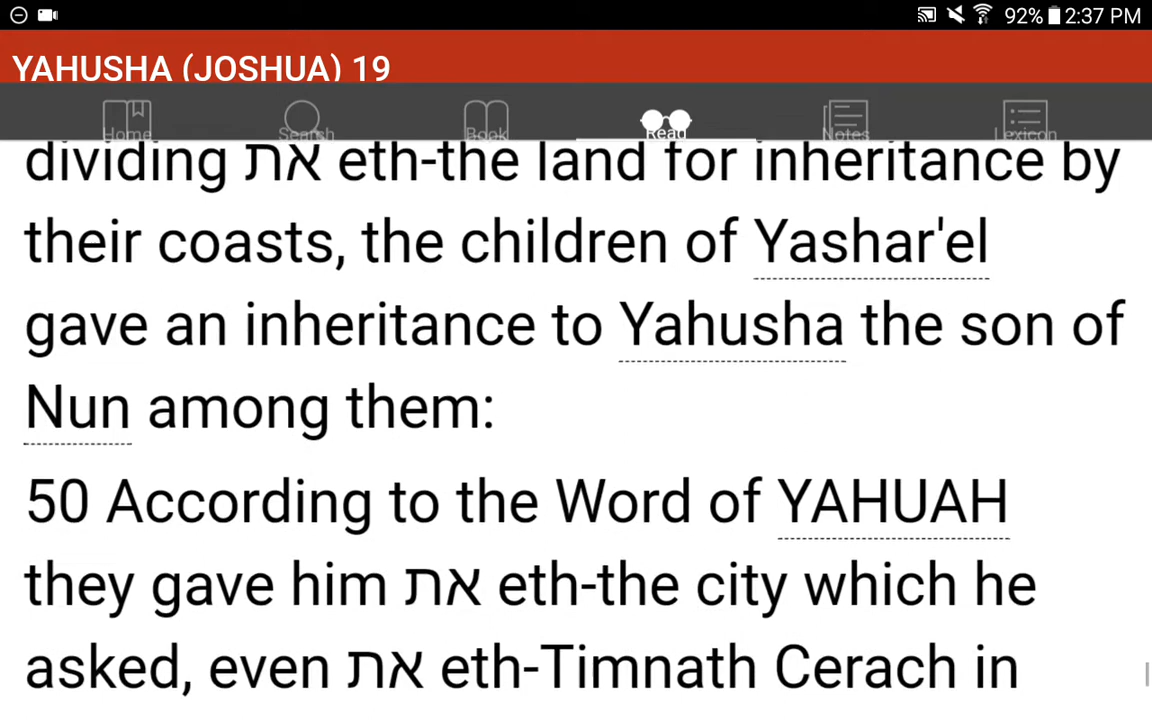 92% 2:37 PM
YAHUSHA (JOSHUA) 19
Home Search Book Read Notes Lexicon
dividing את eth-the land for inheritance by
their coasts, the children of Yashar'el
gave an inheritance to Yahusha the son of
Nun among them:
50 According to the Word of YAHUAH
they gave him את eth-the city which he
asked, even את eth-Timnath Cerach in